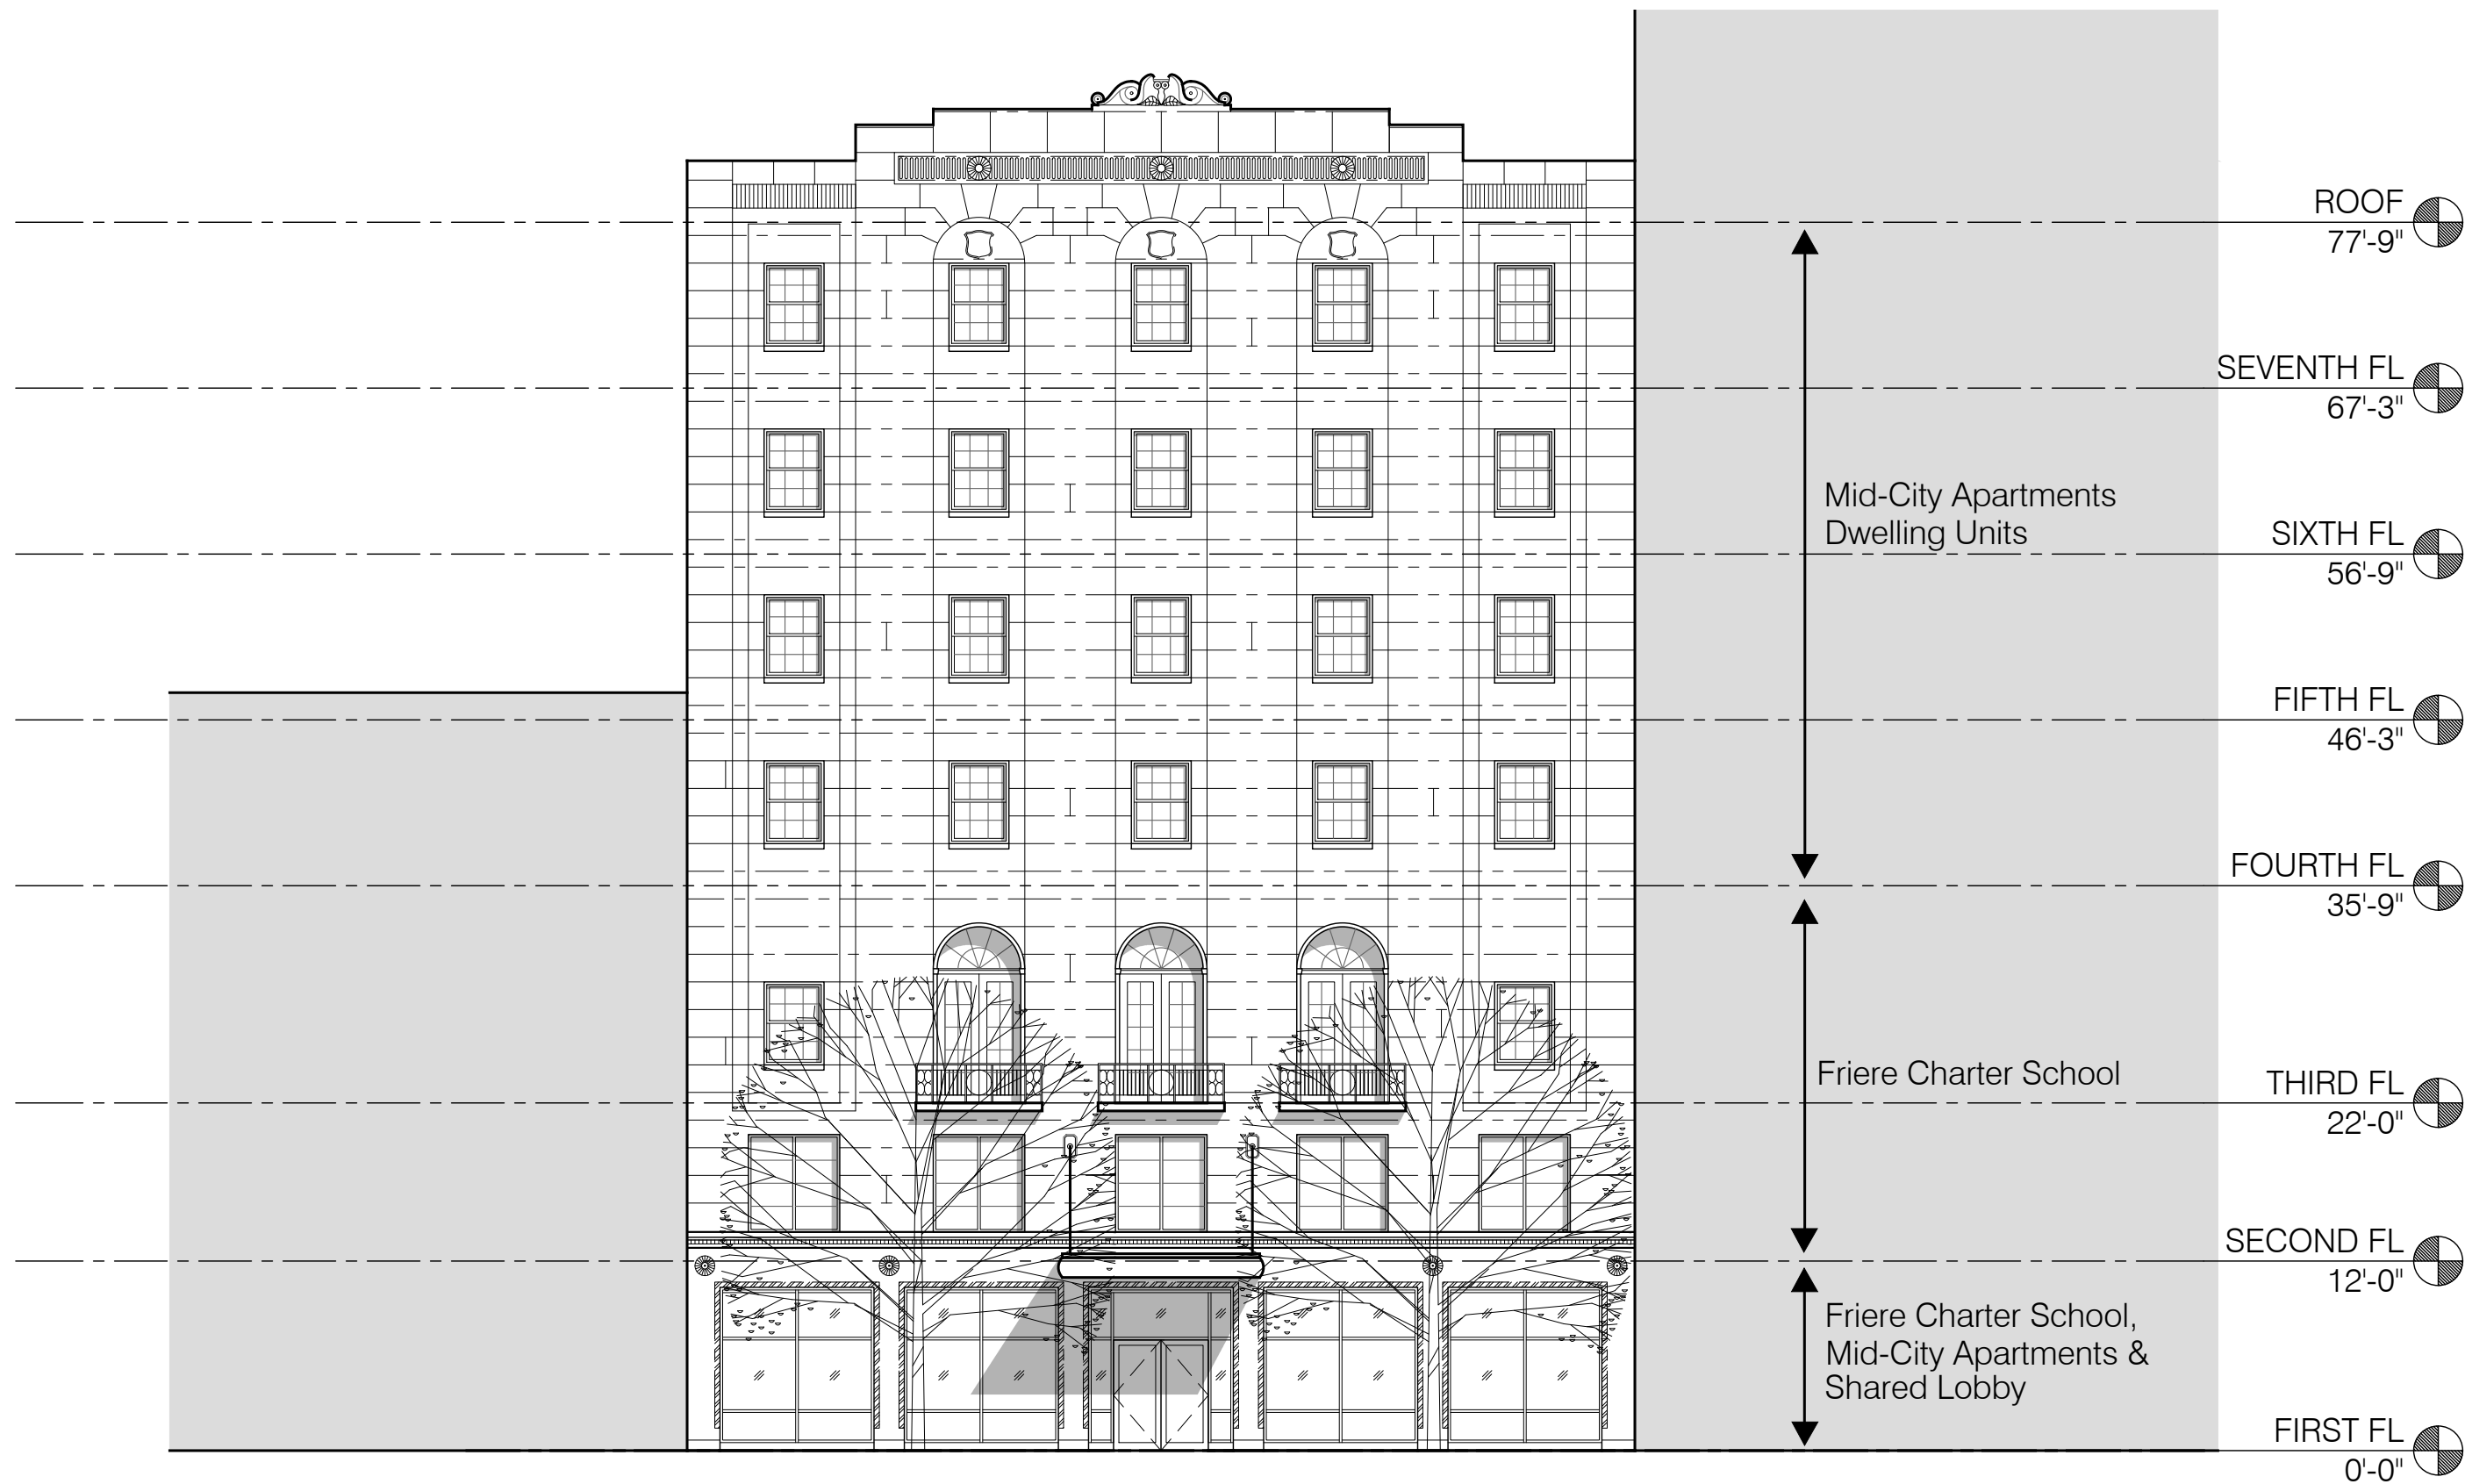 ROOF
77'-9"
SEVENTH FL
67'-3"
Mid-City Apartments
Dwelling Units
SIXTH FL
56'-9"
FIFTH FL
46'-3"
FOURTH FL
35'-9"
Friere Charter School
THIRD FL
22'-0"
SECOND FL
12'-0"
Friere Charter School,
Mid-City Apartments &
Shared Lobby
FIRST FL
0'-0"